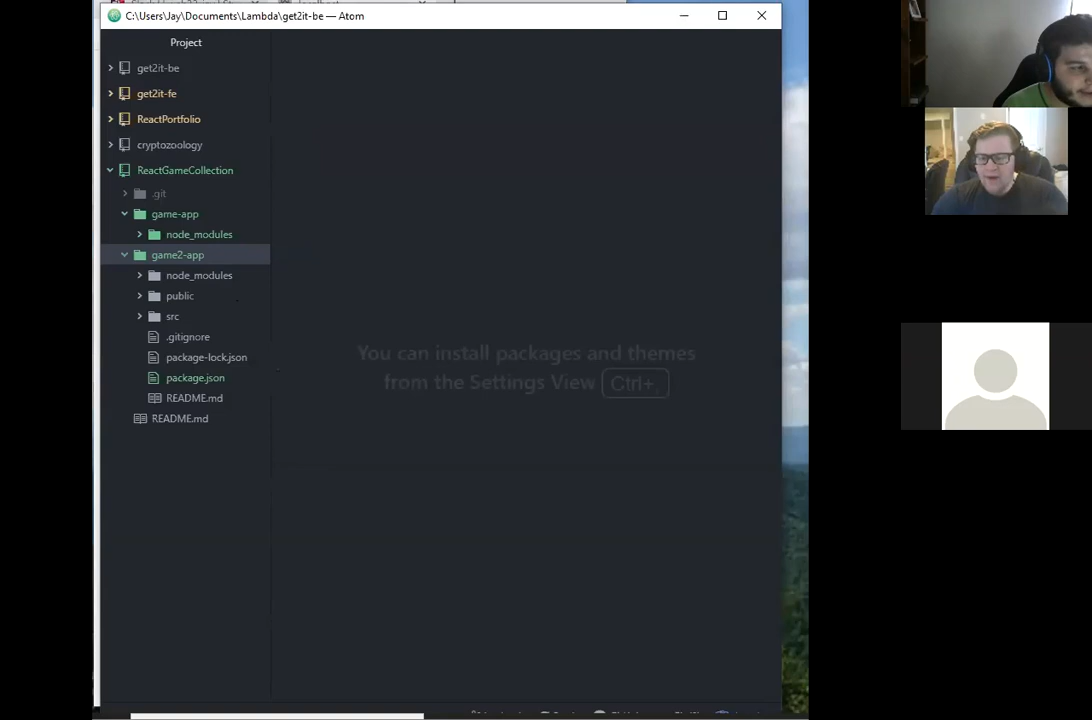 C:\Users\Jay\Documents\Lambda\get2it-be — Atom
Project
get2it-be
get2it-fe
ReactPortfolio
cryptozoology
ReactGameCollection
.git
game-app
node_modules
game2-app
node_modules
public
src
.gitignore
package-lock.json
package.json
README.md
README.md
You can install packages and themes
from the Settings View Ctrl+,